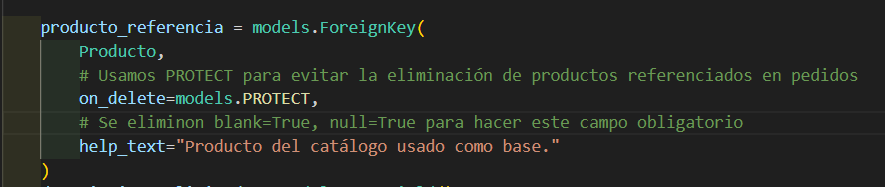 producto_referencia = models.ForeignKey(
Producto,
# Usamos PROTECT para evitar la eliminación de productos referenciados en pedidos
on_delete=models.PROTECT,
# Se eliminon blank=True, null=True para hacer este campo obligatorio
help_text="Producto del catálogo usado como base."
)